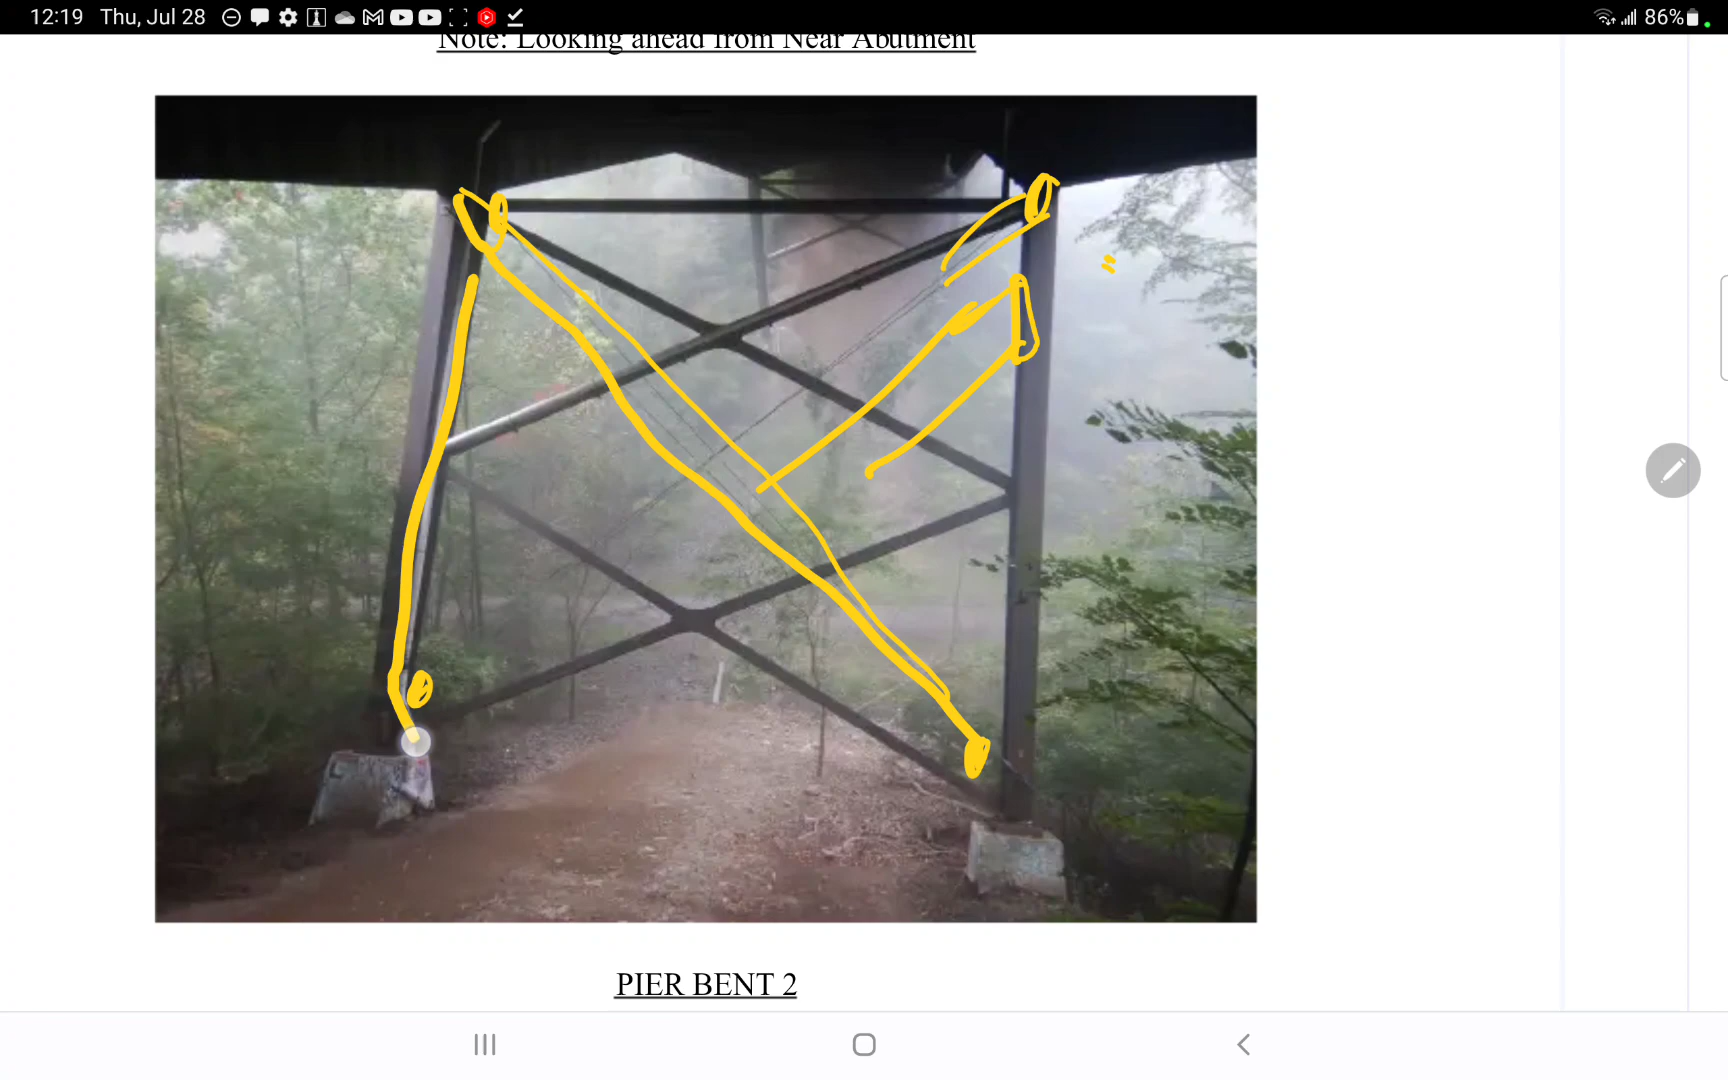 12:19 Thu, Jul 28 86%
Note: Looking ahead from Near Abutment
PIER BENT 2